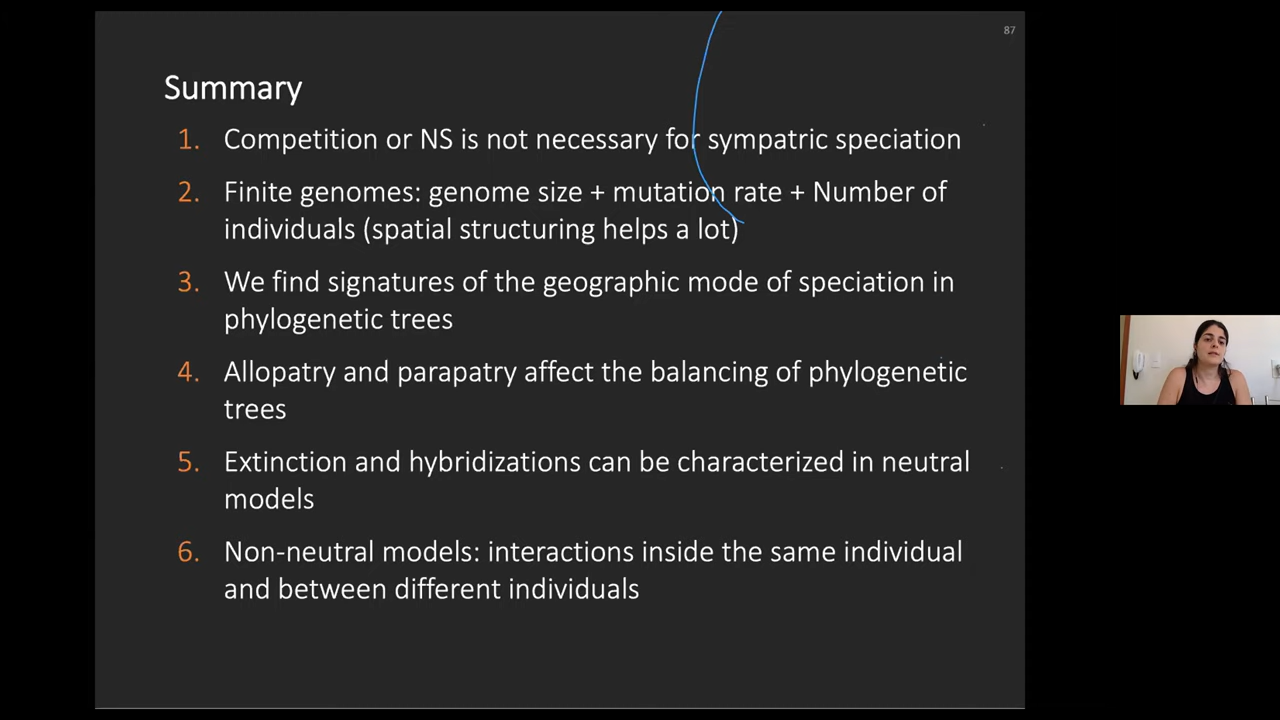 87
Summary
1. Competition or NS is not necessary for sympatric speciation
2. Finite genomes: genome size + mutation rate + Number of
individuals (spatial structuring helps a lot)
3. We find signatures of the geographic mode of speciation in
phylogenetic trees
4. Allopatry and parapatry affect the balancing of phylogenetic
trees
5. Extinction and hybridizations can be characterized in neutral
models
6. Non-neutral models: interactions inside the same individual
and between different individuals